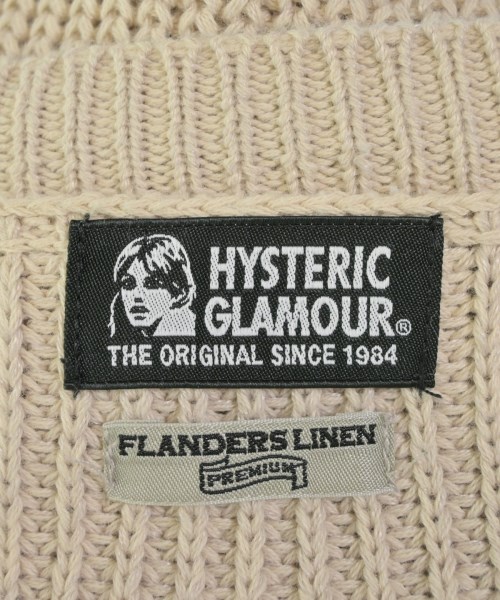 HYSTERIC
GLAMOUR®
THE ORIGINAL SINCE 1984
FLANDERS LINEN
PREMIUM